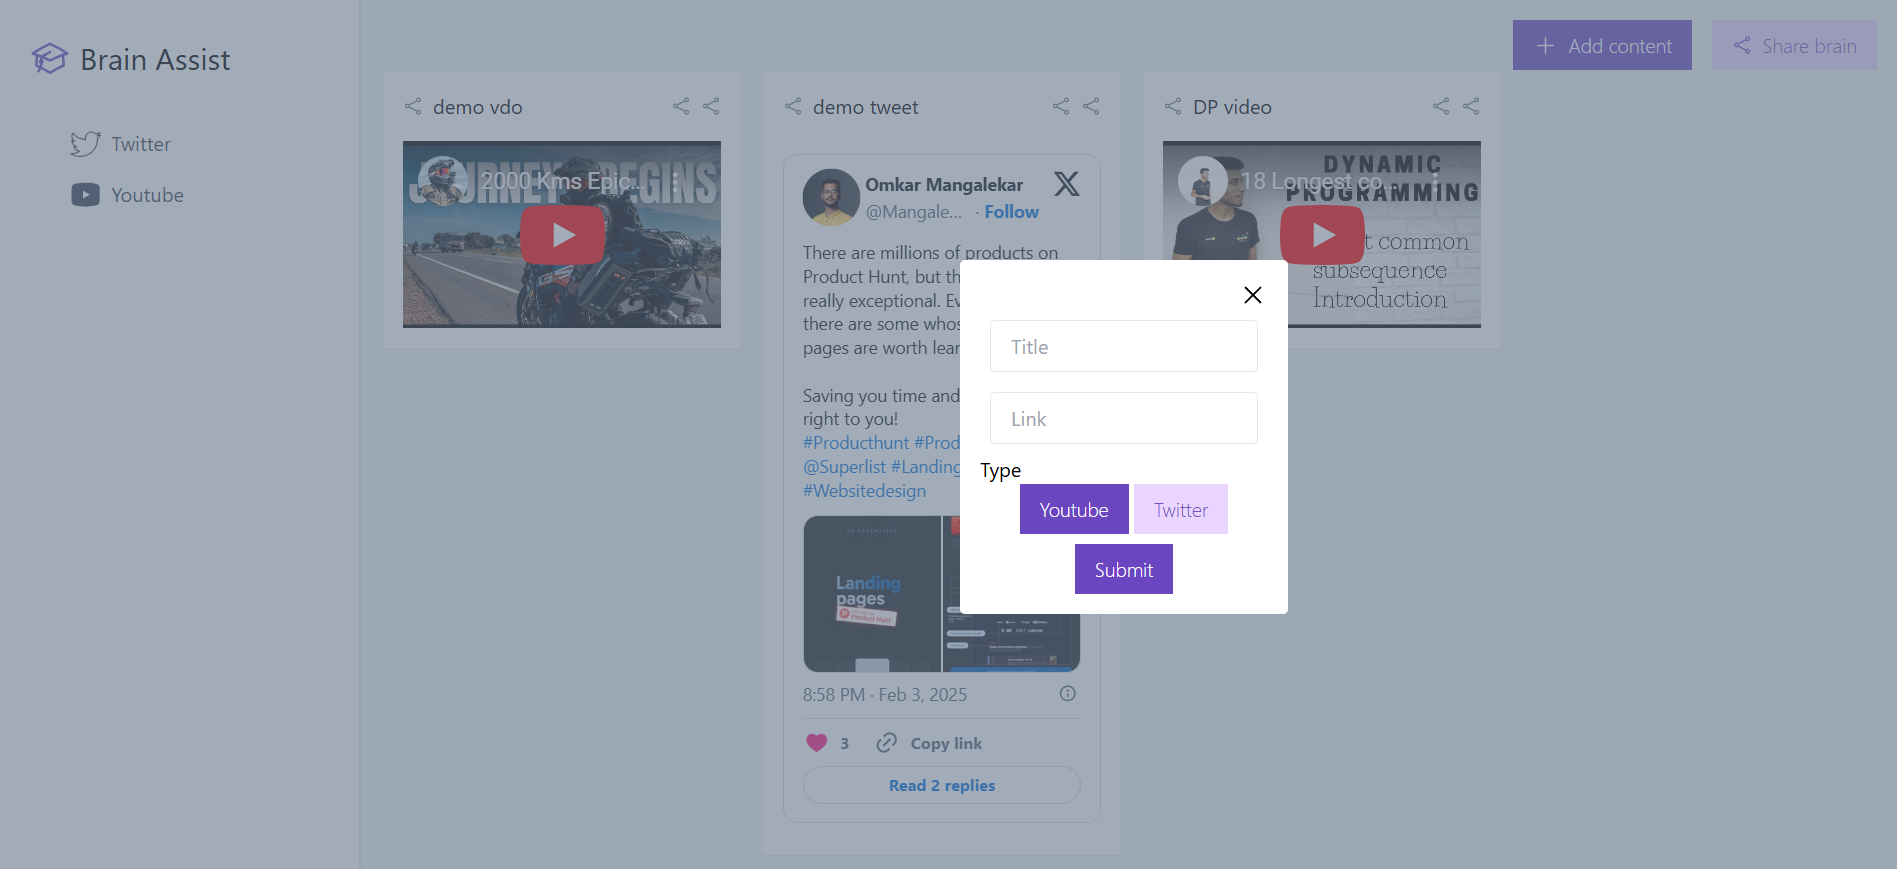 Brain Assist
Twitter
Youtube
Add content
Share brain
demo vdo
2000 Kms Epic...
demo tweet
Omkar Mangalekar
@Mangale... · Follow
There are millions of products on
Product Hunt, but th
really exceptional. Ev
there are some whos
pages are worth lear
Saving you time and
right to you!
#Producthunt #Prod
@Superlist #Landing
#Websitedesign
Landing
pages
Product Hunt
8:58 PM · Feb 3, 2025
3
Copy link
Read 2 replies
DP video
18 Longest co...
DYNAMIC
PROGRAMMING
t common
subsequence
Introduction
Title
Link
Type
Youtube
Twitter
Submit